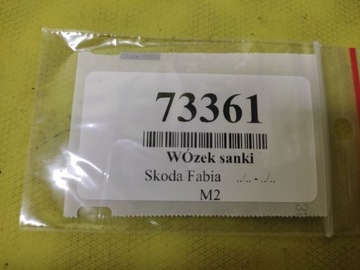 73361
WÓzek sanki
Skoda Fabia ../.. - ../..
M2